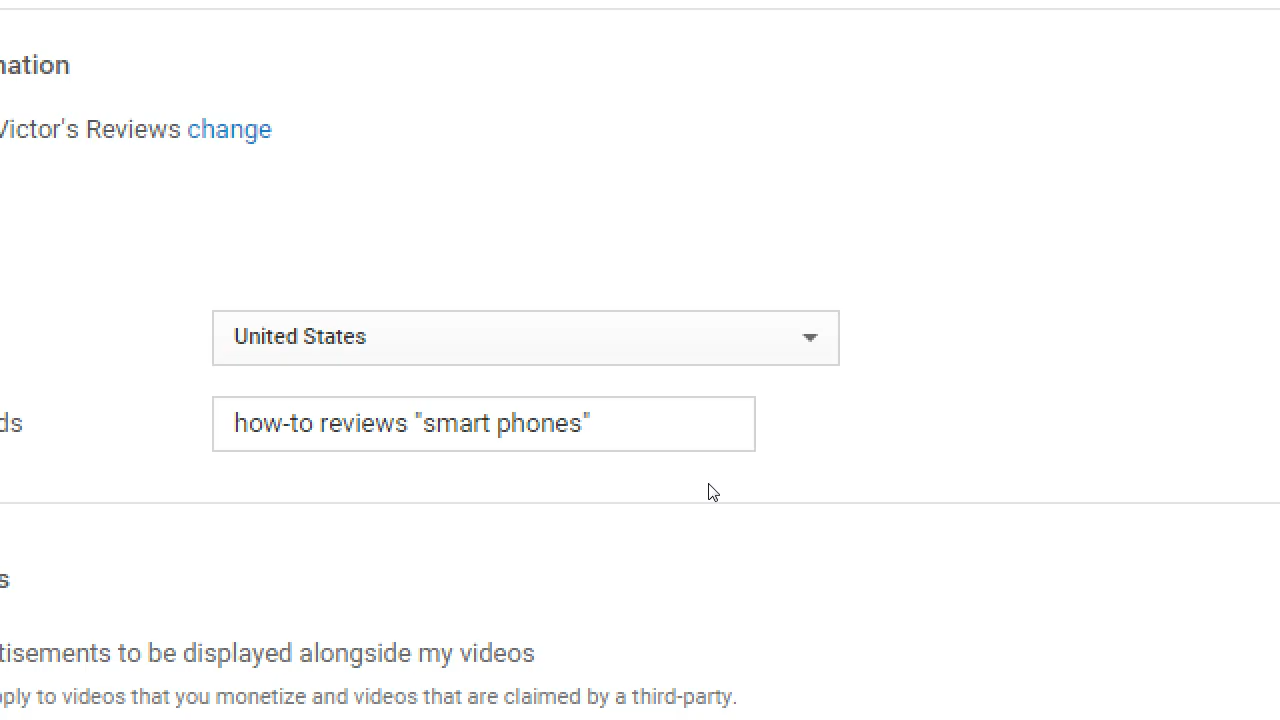 mation
Victor's Reviews change
United States
ds
how-to reviews "smart phones"
s
tisements to be displayed alongside my videos
pply to videos that you monetize and videos that are claimed by a third-party.